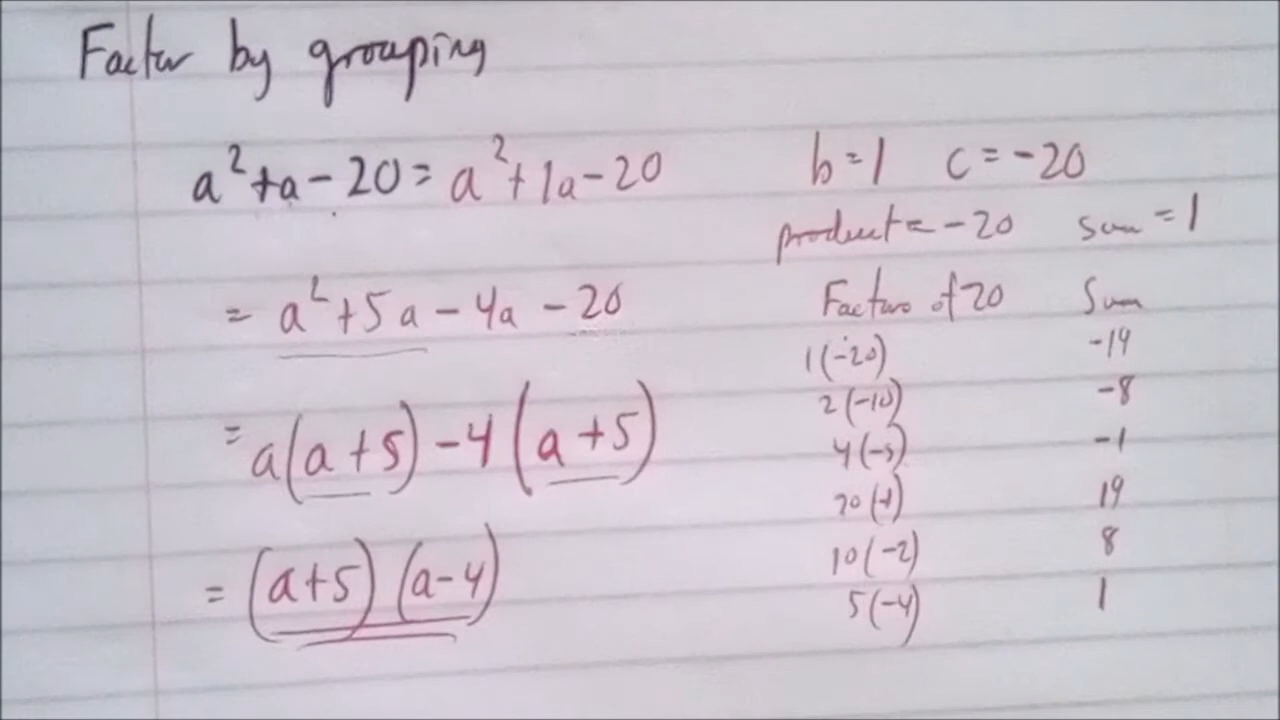 Factor by grouping
a² + a - 20 = a² + 1a - 20
= a² + 5a - 4a - 20
= a(a + 5) - 4(a + 5)
= (a + 5) (a - 4)
b = 1 c = -20
product = -20 sum = 1
Factors of 20 Sum
1(-20) -19
2(-10) -8
4(-5) -1
20(-1) 19
10(-2) 8
5(-4) 1